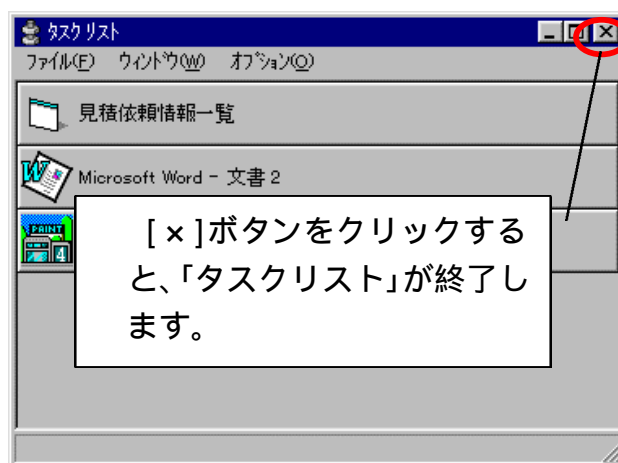 タスク リスト
ファイル(F) ウィンドウ(W) オプション(O)
見積依頼情報一覧
Microsoft Word - 文書 2
PAINT
4
[×]ボタンをクリックする
と、「タスクリスト」が終了し
ます。